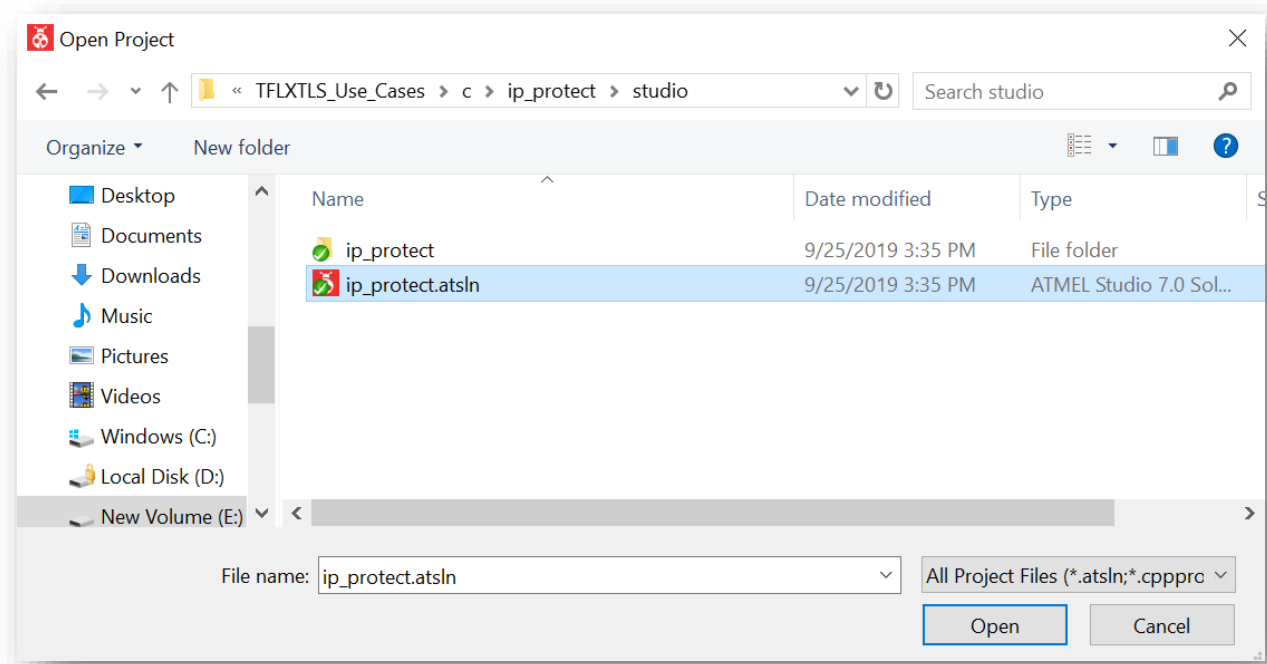 Open Project
« TFLXTLS_Use_Cases > c > ip_protect > studio
Search studio
Organize
New folder
Name
Date modified
Type
S
Desktop
Documents
Downloads
Music
Pictures
Videos
Windows (C:)
Local Disk (D:)
New Volume (E:)
ip_protect 9/25/2019 3:35 PM File folder
ip_protect.atsln 9/25/2019 3:35 PM ATMEL Studio 7.0 Sol...
File name: ip_protect.atsln
All Project Files (*.atsln;*.cppprc
Open
Cancel